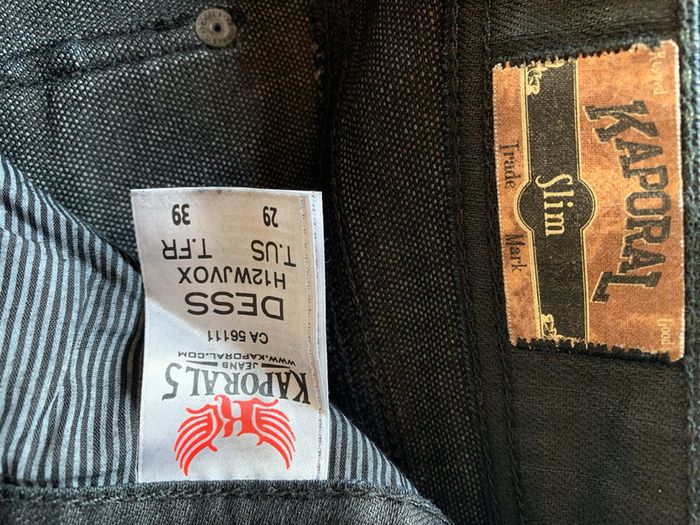 KAPORAL 5
JEANS
WWW.KAPORAL.COM
CA 56111
DESS
H12WJVOX
T.US 29
T.FR 39
KAPORAL
Slim
Trade Mark